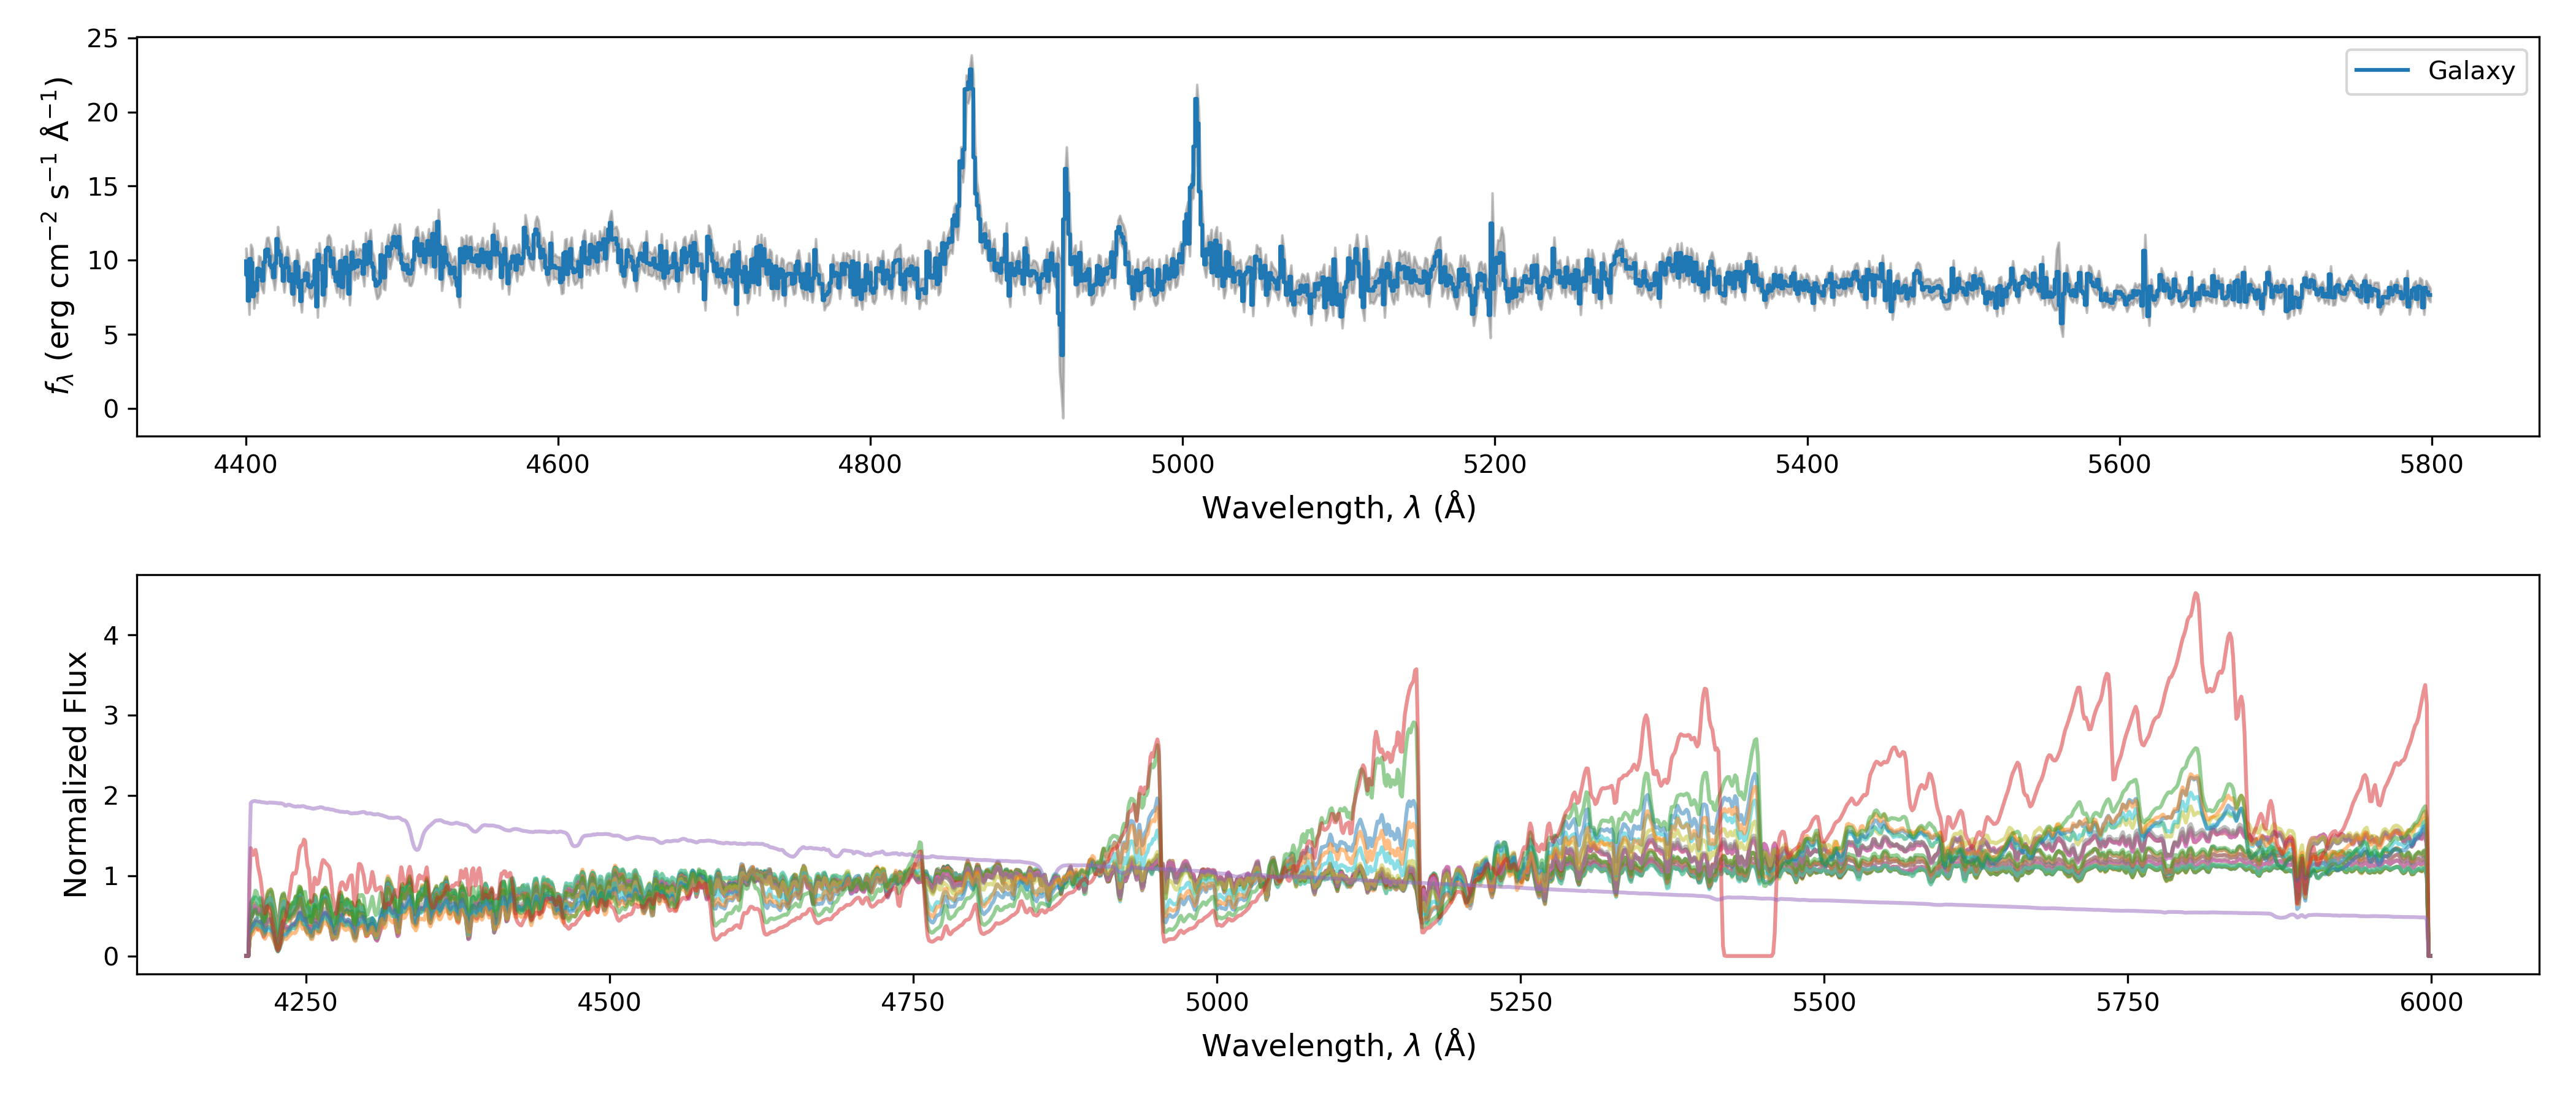 25
20
15
10
5
0
fλ (erg cm⁻² s⁻¹ Å⁻¹)
Galaxy
4400 4600 4800 5000 5200 5400 5600 5800
Wavelength, λ (Å)
4
3
2
1
0
Normalized Flux
4250 4500 4750 5000 5250 5500 5750 6000
Wavelength, λ (Å)